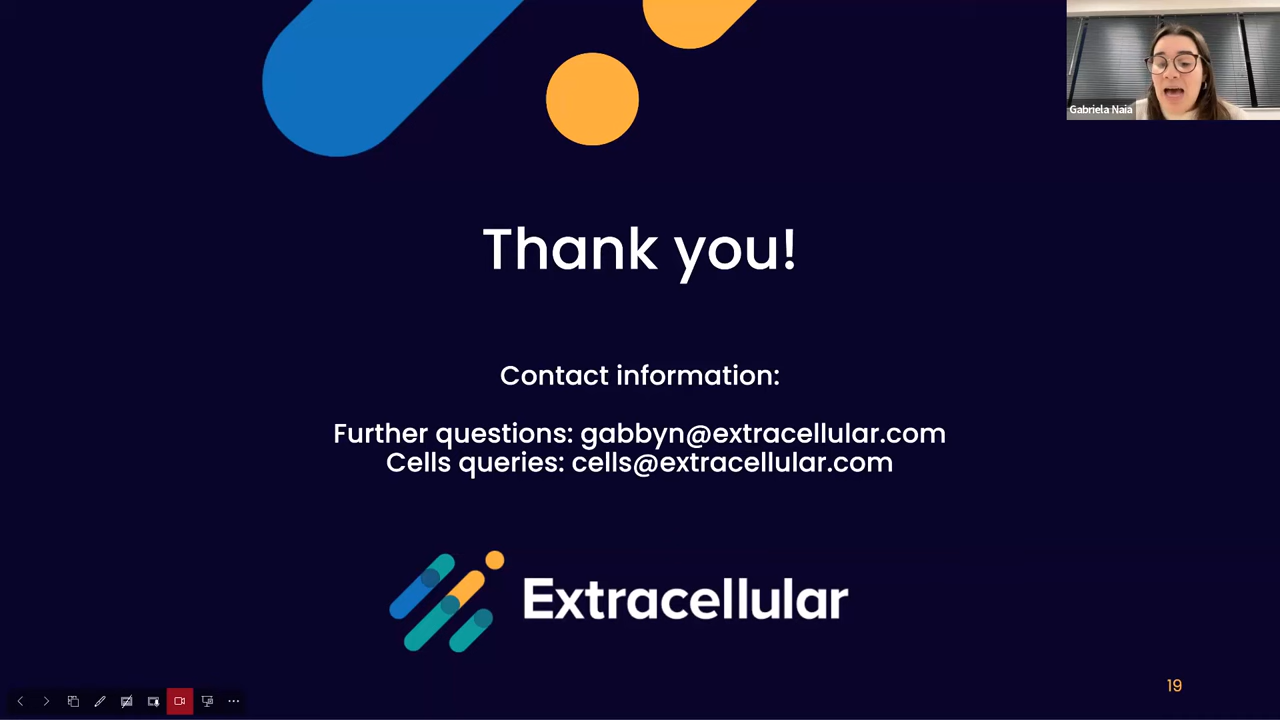 Gabriela Naia
Thank you!
Contact information:
Further questions: gabbyn@extracellular.com
Cells queries: cells@extracellular.com
Extracellular
19